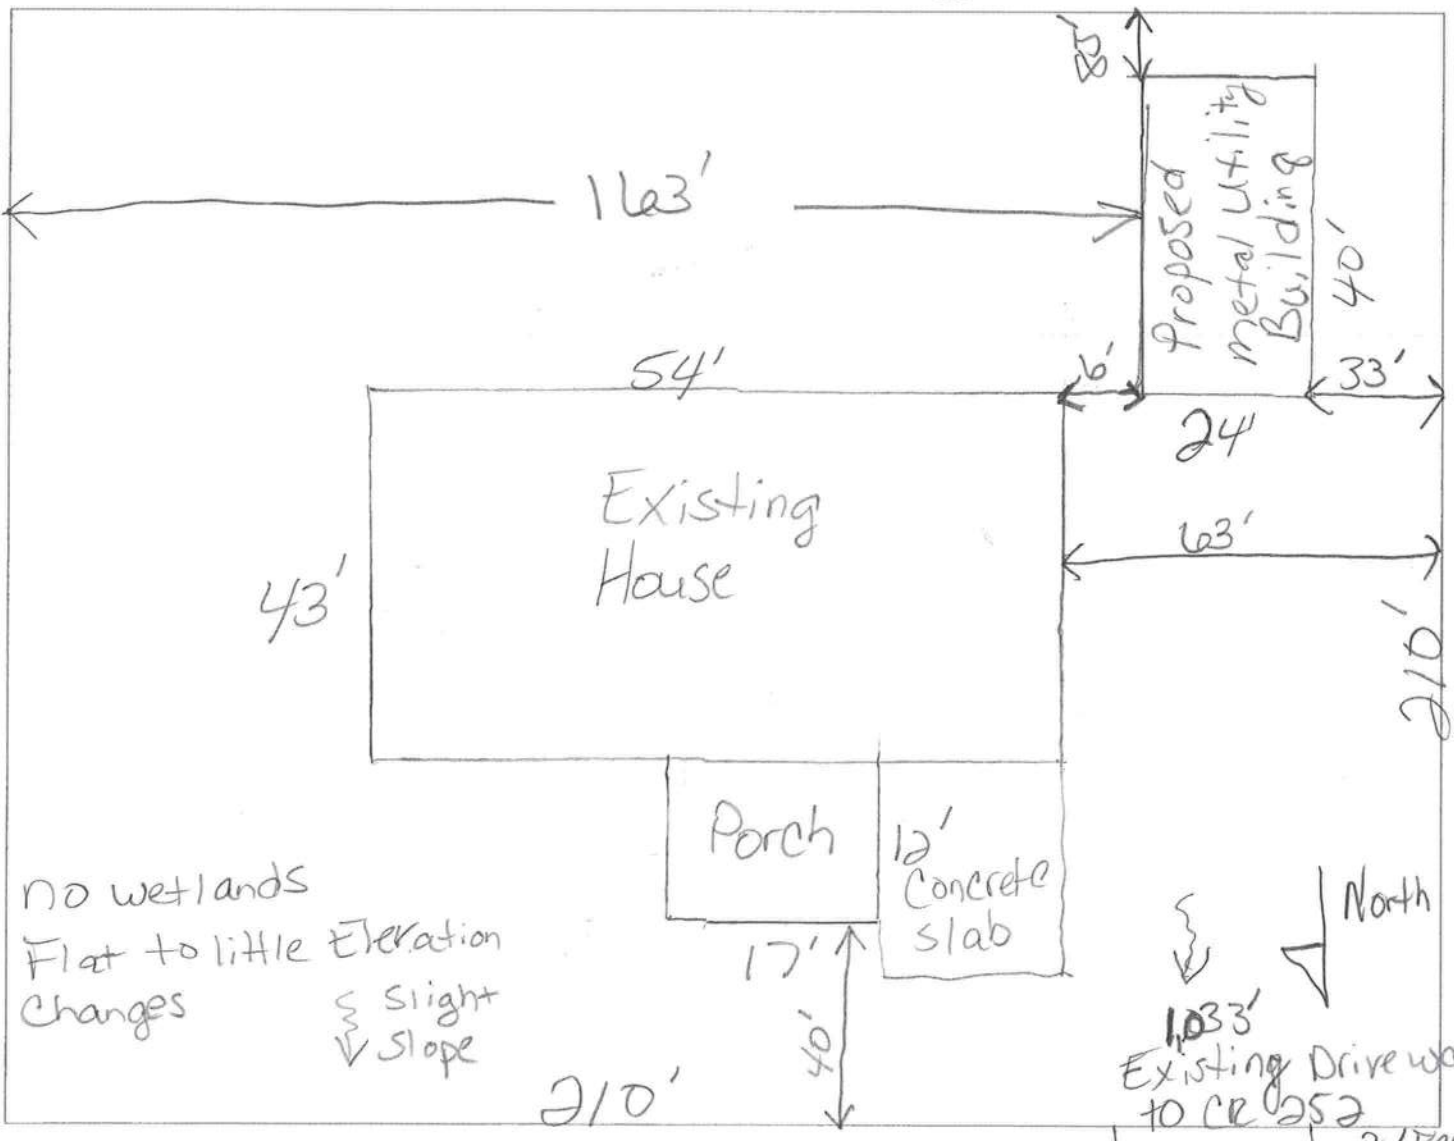 85'
163'
Proposed
metal Utility
Building
40'
54'
6'
33'
24'
Existing
House
63'
43'
210'
Porch
12'
Concrete
slab
no wetlands
Flat to little Elevation
Changes
Slight
Slope
17'
40'
North
1,033'
Existing Drivewa
to CR 252
210'